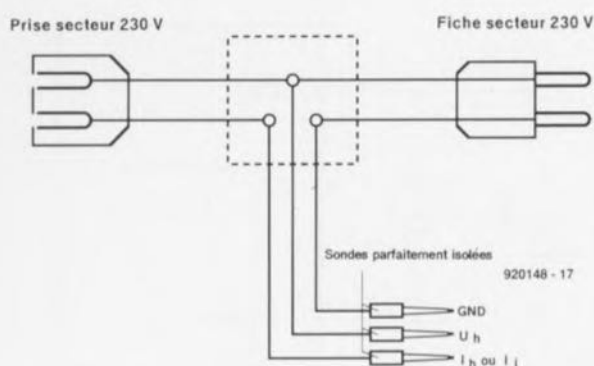 Prise secteur 230 V
Fiche secteur 230 V
Sondes parfaitement isolées
920148 - 17
GND
U h
I h ou I i